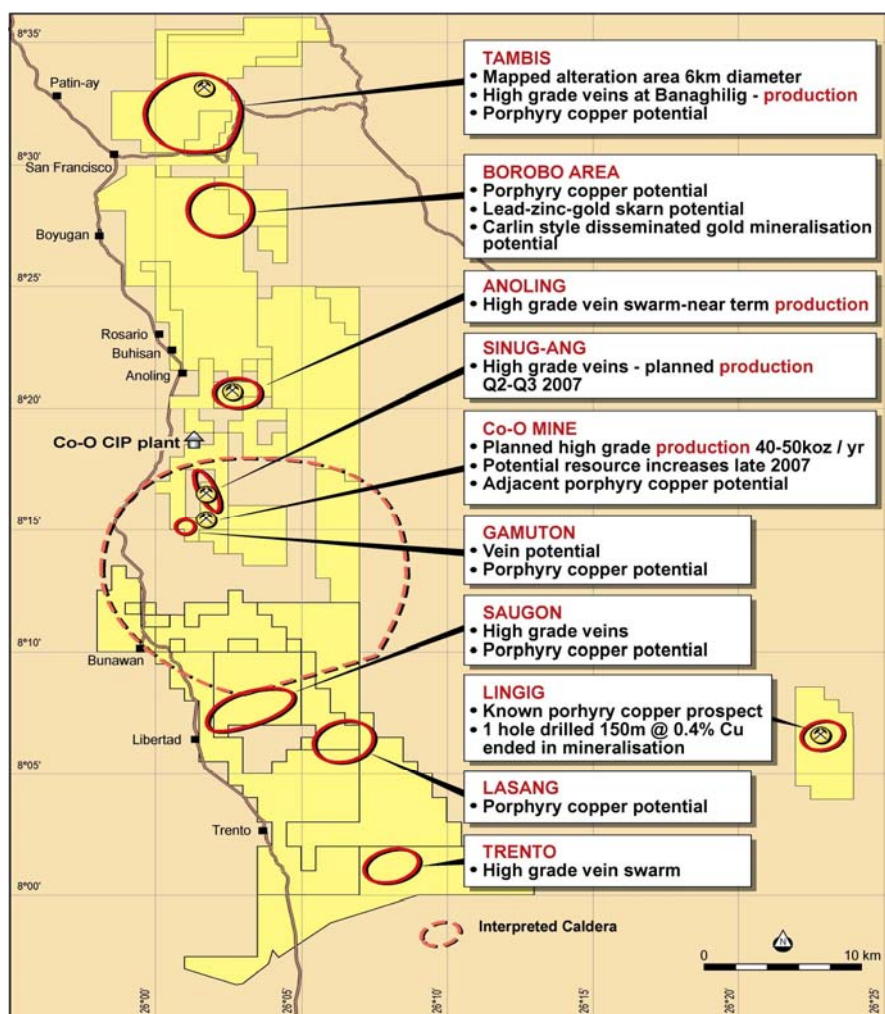 8°35'
Patin-ay
San Francisco
8°30'
Boyugan
8°25'
Rosario
Buhisan
Anoling
8°20'
Co-O CIP plant
8°15'
8°10'
Bunawan
Libertad
8°05'
Trento
8°00'
TAMBIS
• Mapped alteration area 6km diameter
• High grade veins at Banaghilig - production
• Porphyry copper potential
BOROBO AREA
• Porphyry copper potential
• Lead-zinc-gold skarn potential
• Carlin style disseminated gold mineralisation
potential
ANOLING
• High grade vein swarm-near term production
SINUG-ANG
• High grade veins - planned production
Q2-Q3 2007
Co-O MINE
• Planned high grade production 40-50koz / yr
• Potential resource increases late 2007
• Adjacent porphyry copper potential
GAMUTON
• Vein potential
• Porphyry copper potential
SAUGON
• High grade veins
• Porphyry copper potential
LINGIG
• Known porhyry copper prospect
• 1 hole drilled 150m @ 0.4% Cu
ended in mineralisation
LASANG
• Porphyry copper potential
TRENTO
• High grade vein swarm
Interpreted Caldera
N
0 10 km
26°00'
26°05'
26°10'
26°15'
26°20'
26°25'